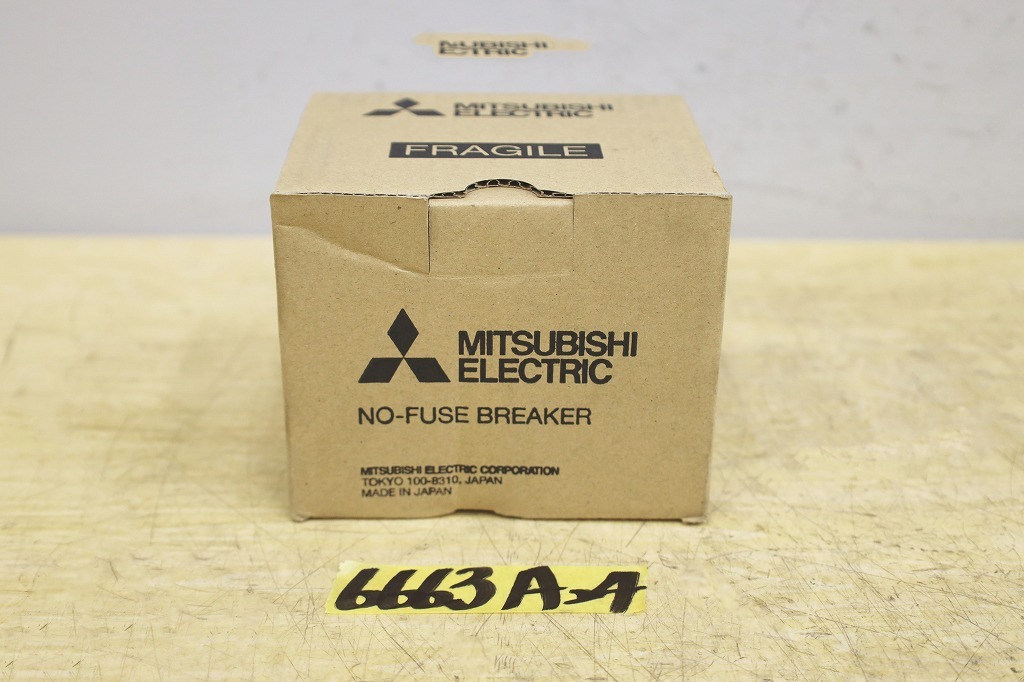 MITSUBISHI
ELECTRIC
FRAGILE
MITSUBISHI
ELECTRIC
NO-FUSE BREAKER
MITSUBISHI ELECTRIC CORPORATION
TOKYO 100-8310, JAPAN
MADE IN JAPAN
6663A-4